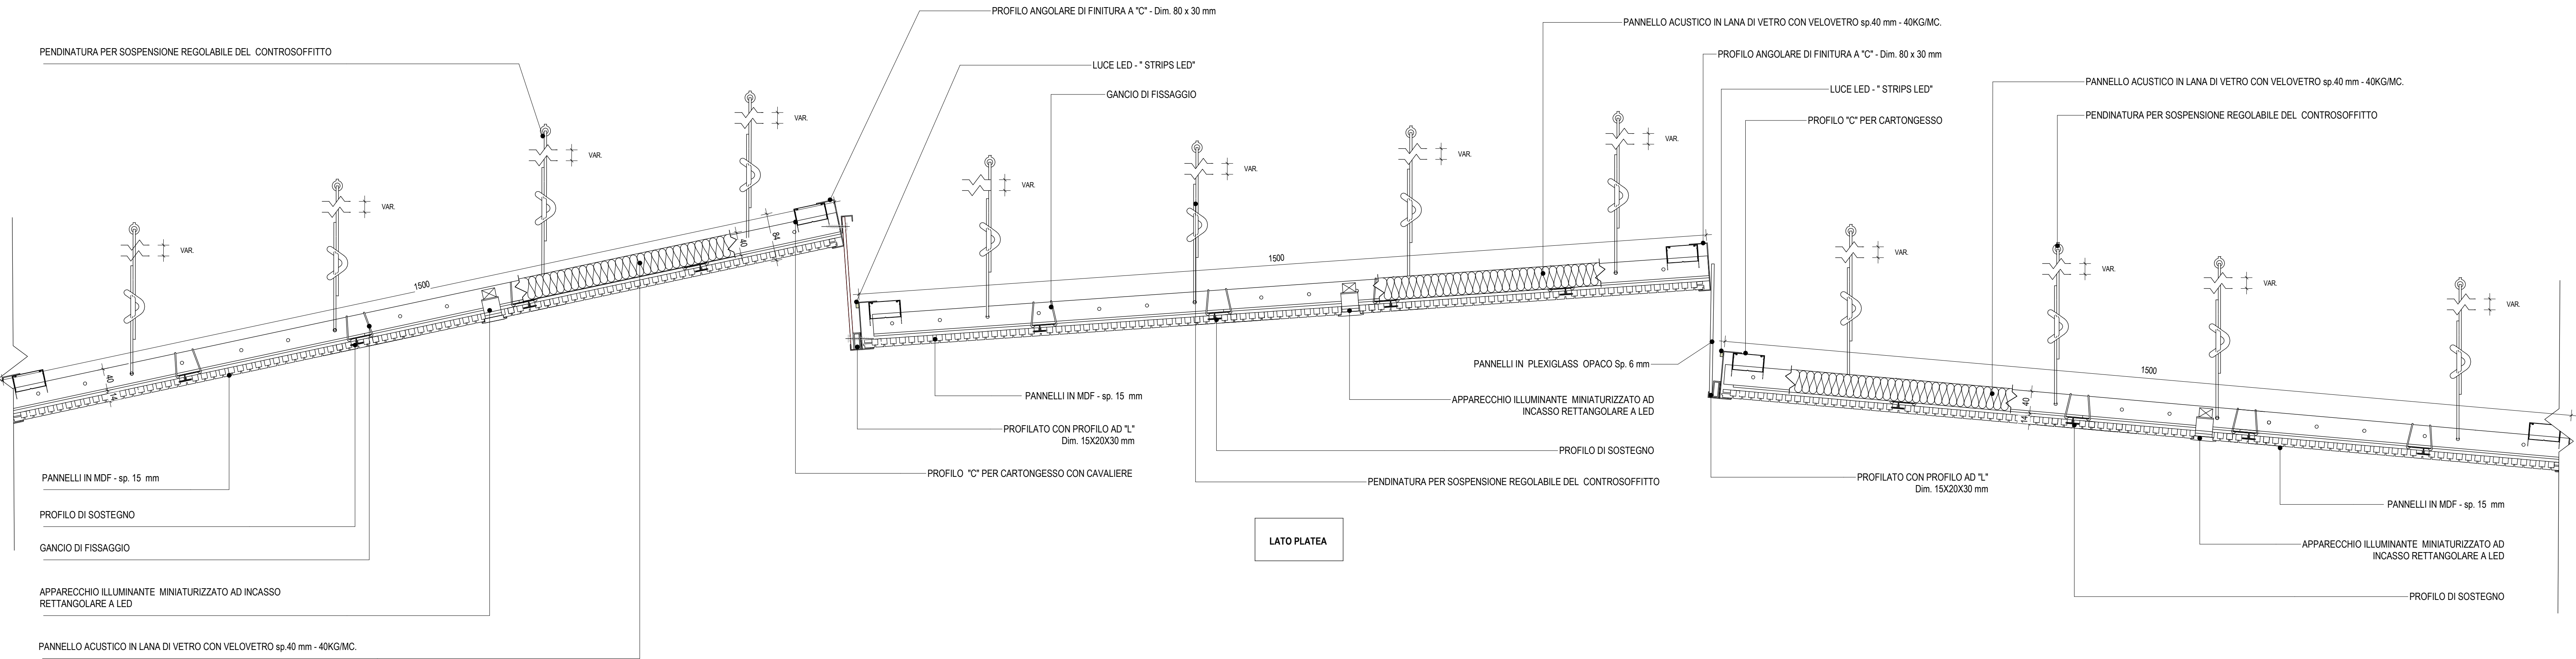 PROFILO ANGOLARE DI FINITURA A "C" - Dim. 80 x 30 mm
PANNELLO ACUSTICO IN LANA DI VETRO CON VELOVETRO sp.40 mm - 40KG/MC.
PENDINATURA PER SOSPENSIONE REGOLABILE DEL CONTROSOFFITTO
PROFILO ANGOLARE DI FINITURA A "C" - Dim. 80 x 30 mm
LUCE LED - " STRIPS LED"
PANNELLO ACUSTICO IN LANA DI VETRO CON VELOVETRO sp.40 mm - 40KG/MC.
LUCE LED - " STRIPS LED"
GANCIO DI FISSAGGIO
PENDINATURA PER SOSPENSIONE REGOLABILE DEL CONTROSOFFITTO
PROFILO "C" PER CARTONGESSO
VAR.
VAR.
VAR.
VAR.
VAR.
VAR.
VAR.
VAR.
VAR.
VAR.
VAR.
VAR.
84
40
1500
1500
1500
40
14
40
14
PANNELLI IN PLEXIGLASS OPACO Sp. 6 mm
PANNELLI IN MDF - sp. 15 mm
APPARECCHIO ILLUMINANTE MINIATURIZZATO AD
INCASSO RETTANGOLARE A LED
PROFILATO CON PROFILO AD "L"
Dim. 15X20X30 mm
PROFILO DI SOSTEGNO
PROFILO "C" PER CARTONGESSO CON CAVALIERE
PENDINATURA PER SOSPENSIONE REGOLABILE DEL CONTROSOFFITTO
PROFILATO CON PROFILO AD "L"
Dim. 15X20X30 mm
PANNELLI IN MDF - sp. 15 mm
PANNELLI IN MDF - sp. 15 mm
PROFILO DI SOSTEGNO
LATO PLATEA
GANCIO DI FISSAGGIO
APPARECCHIO ILLUMINANTE MINIATURIZZATO AD
INCASSO RETTANGOLARE A LED
APPARECCHIO ILLUMINANTE MINIATURIZZATO AD INCASSO
RETTANGOLARE A LED
PROFILO DI SOSTEGNO
PANNELLO ACUSTICO IN LANA DI VETRO CON VELOVETRO sp.40 mm - 40KG/MC.